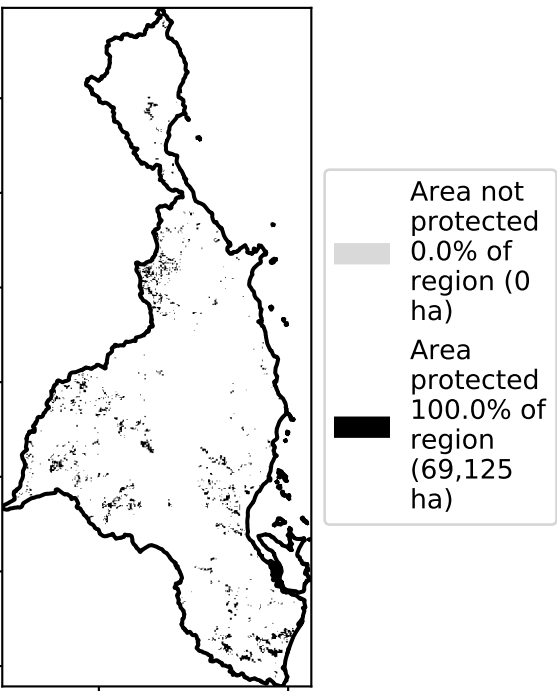 Area not
protected
0.0% of
region (0
ha)
Area
protected
100.0% of
region
(69,125
ha)